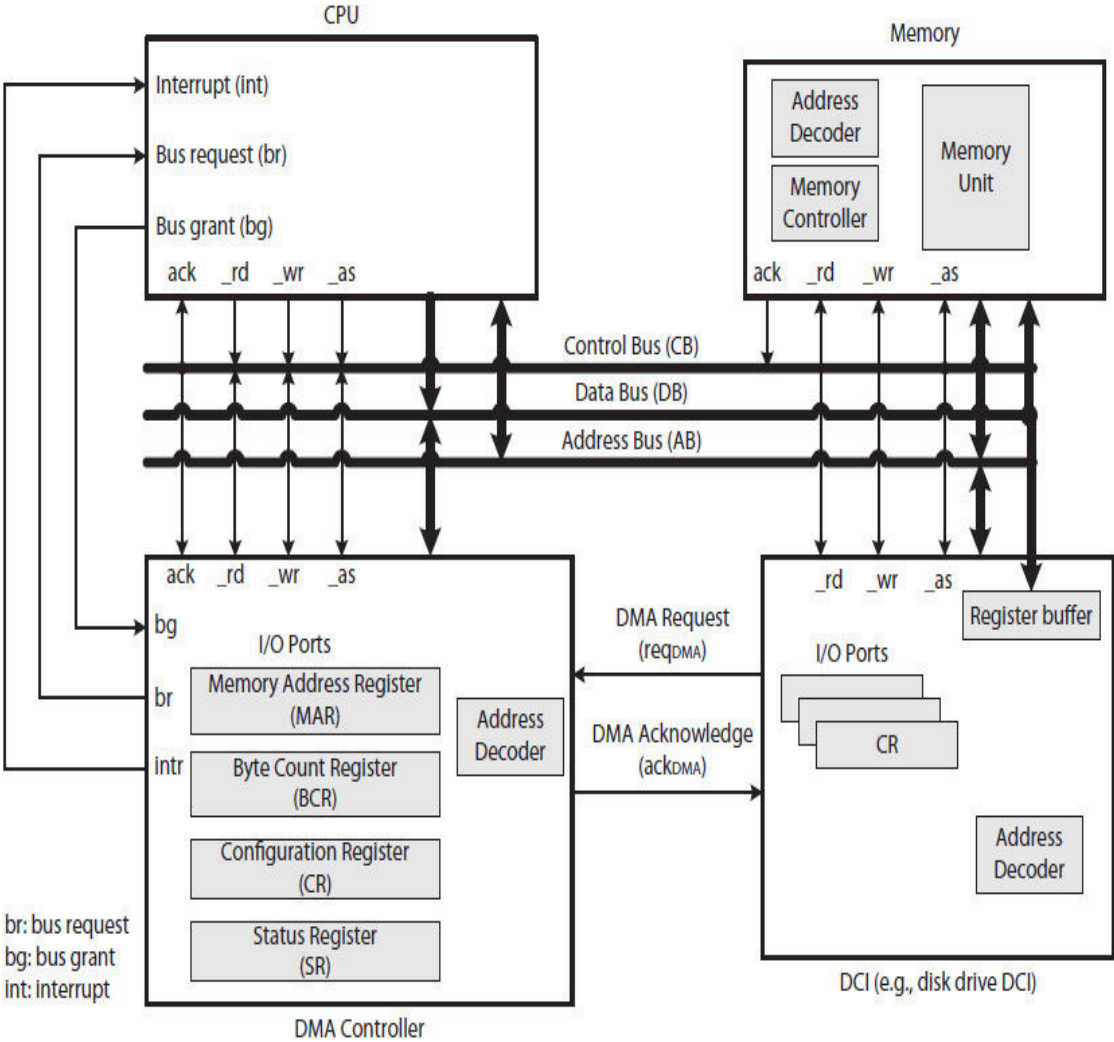 CPU
Interrupt (int)
Bus request (br)
Bus grant (bg)
ack _rd _wr _as
Memory
Address
Decoder
Memory
Controller
Memory
Unit
ack _rd _wr _as
Control Bus (CB)
Data Bus (DB)
Address Bus (AB)
ack _rd _wr _as
bg
br
intr
I/O Ports
Memory Address Register
(MAR)
Byte Count Register
(BCR)
Configuration Register
(CR)
Status Register
(SR)
Address
Decoder
DMA Controller
DMA Request
(reqDMA)
DMA Acknowledge
(ackDMA)
_rd _wr _as
Register buffer
I/O Ports
CR
Address
Decoder
DCI (e.g., disk drive DCI)
br: bus request
bg: bus grant
int: interrupt